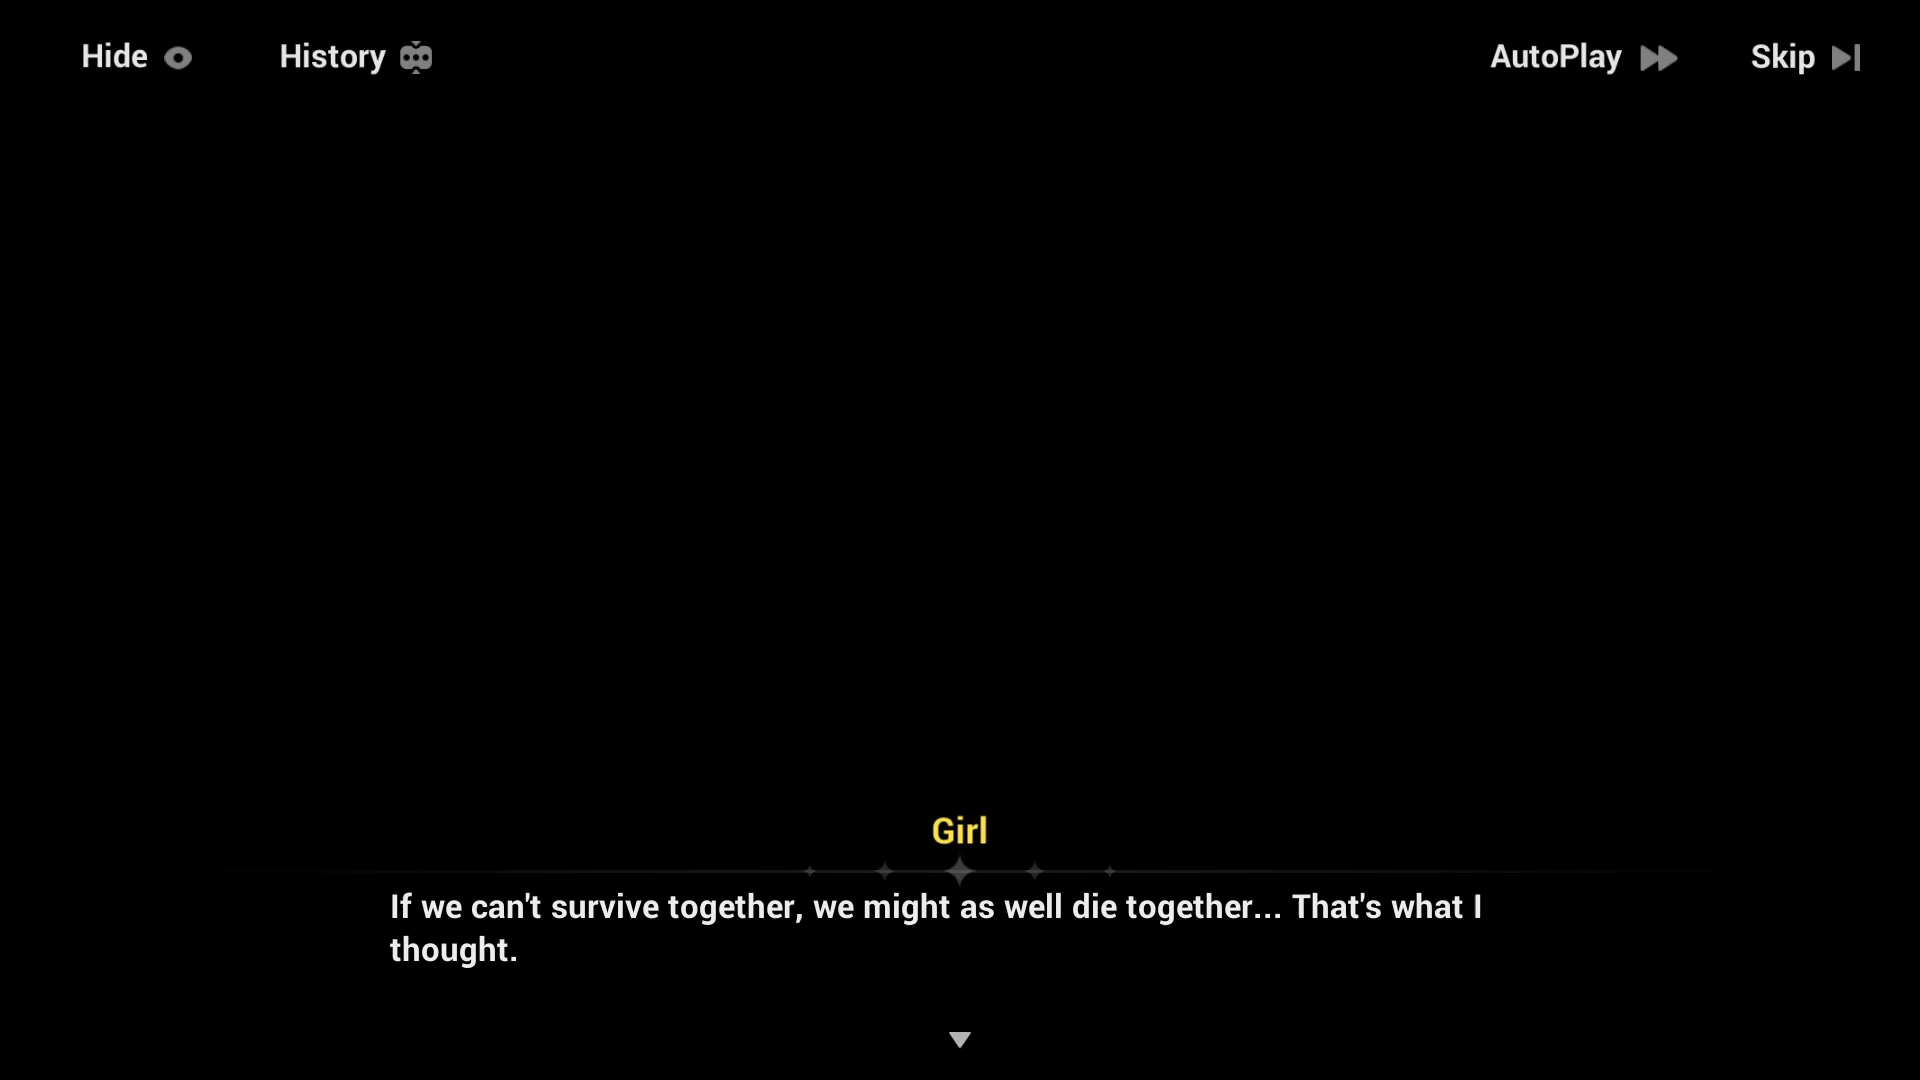 Hide
History
AutoPlay
Skip
Girl
If we can't survive together, we might as well die together... That's what I
thought.